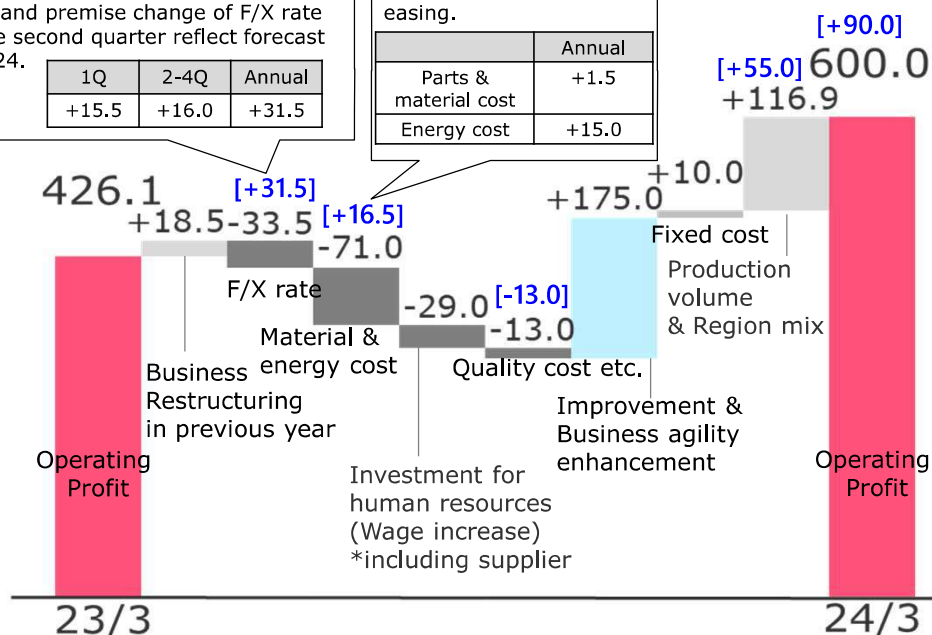 and premise change of F/X rate
second quarter reflect forecast
24.
1Q 2-4Q Annual
+15.5 +16.0 +31.5
easing.
Annual
Parts &
material cost
+1.5
Energy cost +15.0
[+90.0]
600.0
[+55.0]
+116.9
+10.0
+175.0
426.1
+18.5
[+31.5]
-33.5
[+16.5]
-71.0
-29.0
[-13.0]
-13.0
F/X rate
Material &
energy cost
Business
Restructuring
in previous year
Quality cost etc.
Fixed cost
Production
volume
& Region mix
Improvement &
Business agility
enhancement
Investment for
human resources
(Wage increase)
*including supplier
Operating
Profit
Operating
Profit
23/3
24/3